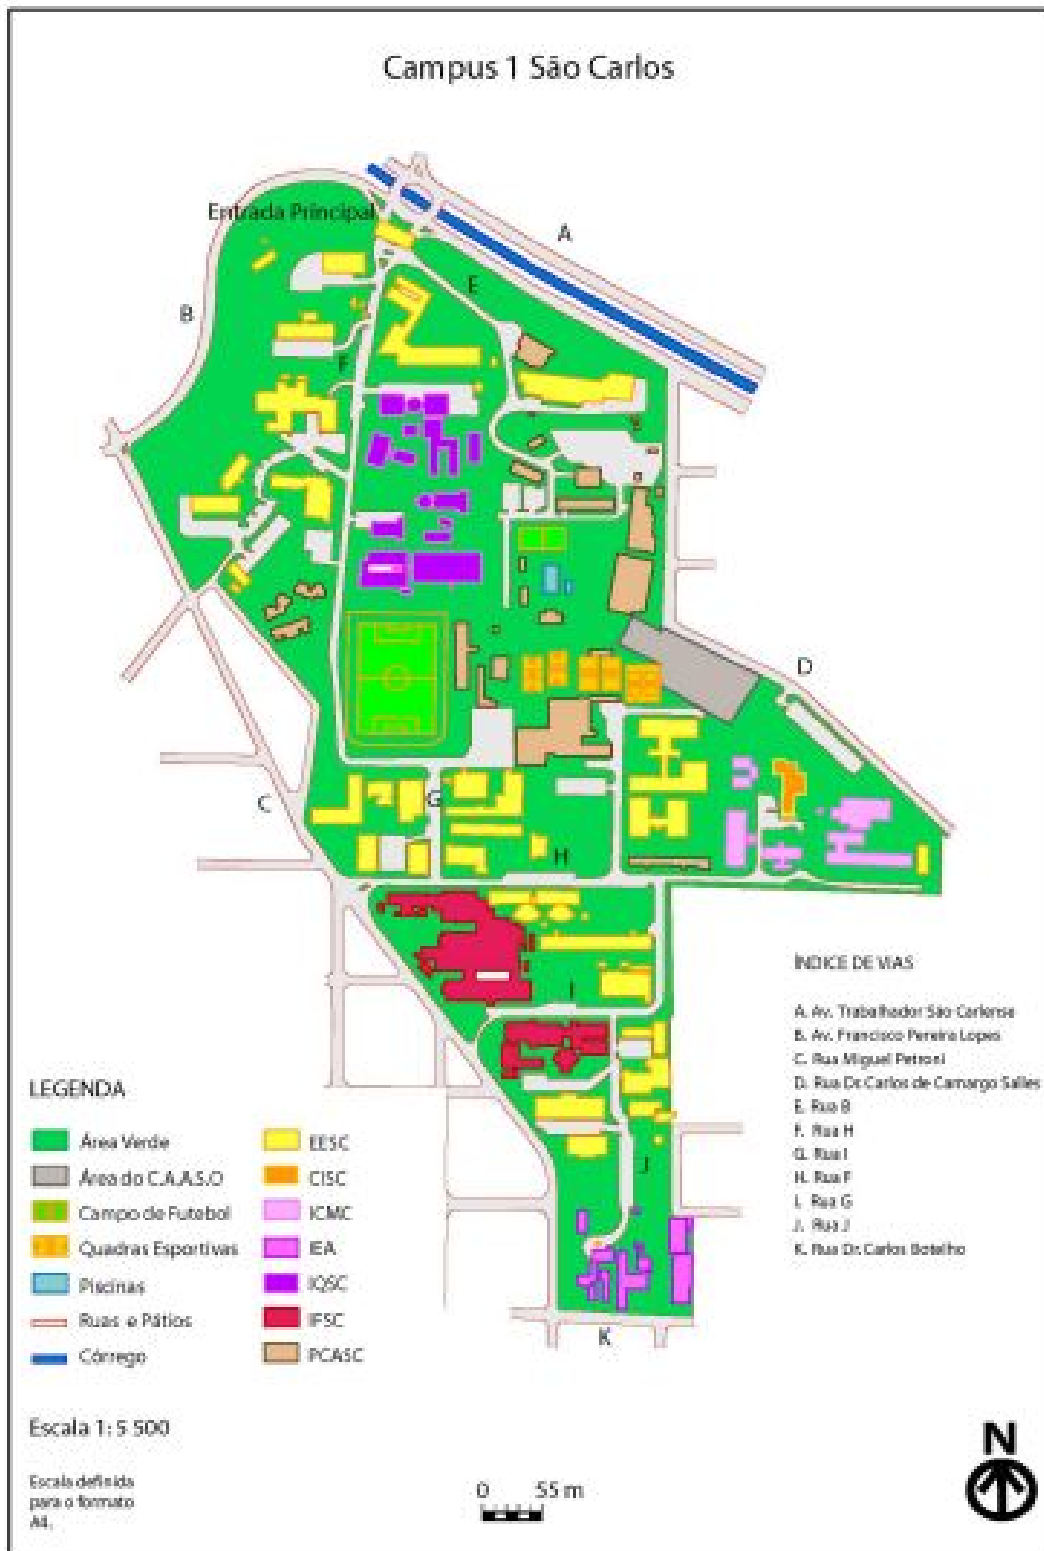 Campus 1 São Carlos
Entrada Principal
A
B
E
F
D
C
G
H
I
J
K
ÍNDICE DE VIAS
A. Av. Trabalhador São Carlense
B. Av. Francisco Pereira Lopes
C. Rua Miguel Petroni
D. Rua Dr. Carlos de Camargo Salles
E. Rua B
F. Rua H
G. Rua I
H. Rua F
I. Rua G
J. Rua J
K. Rua Dr. Carlos Botelho
LEGENDA
Área Verde
Área do C.A.A.S.O
Campo de Futebol
Quadras Esportivas
Piscinas
Ruas e Pátios
Córrego
EESC
CISC
ICMC
IEA
IQSC
IFSC
PCASC
Escala 1: 5 500
Escala definida
para o formato
A4.
0 55 m
N